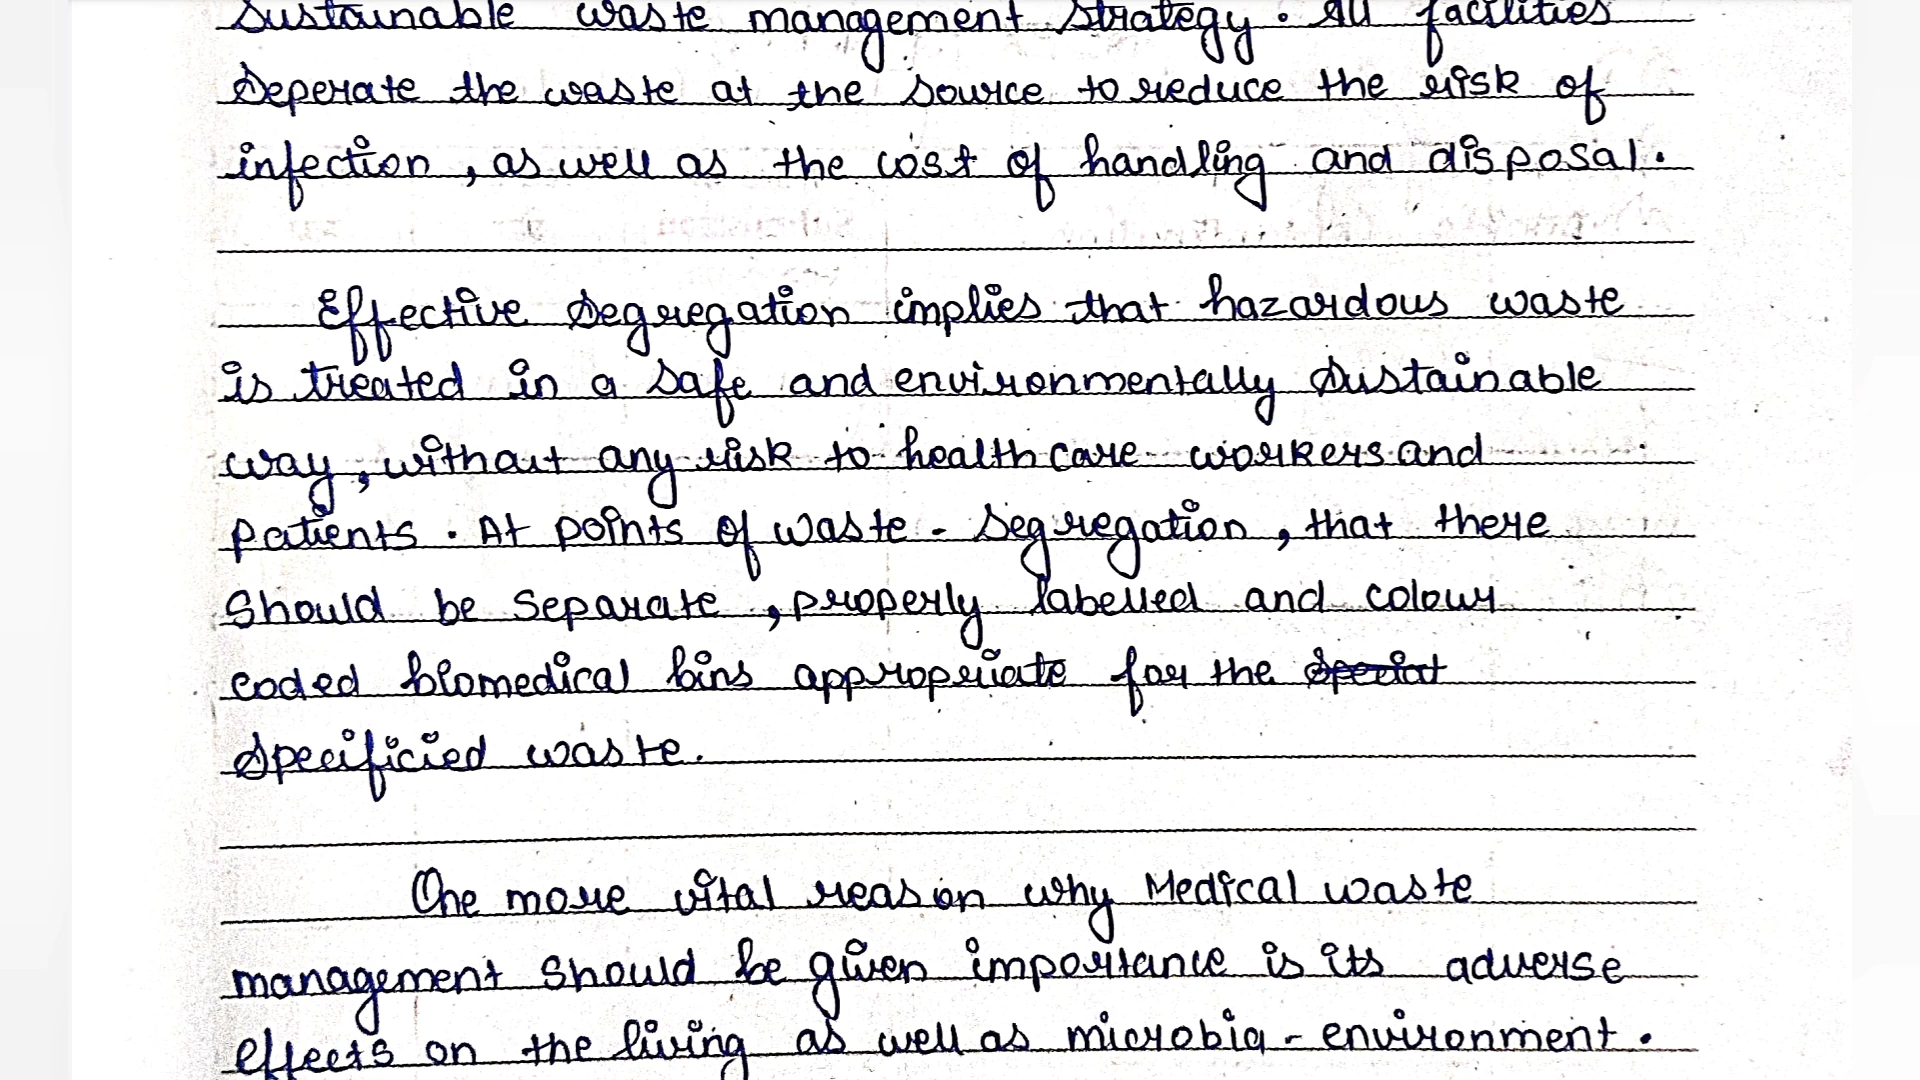 Sustainable waste management strategy. All facilities
Seperate the waste at the source to reduce the risk of
infection, as well as the cost of handling and disposal.
Effective segregation implies that hazardous waste
is treated in a safe and environmentally sustainable
way, without any risk to health care workers and
patients. At points of waste - segregation, that there
should be separate, properly labelled and colour
coded biomedical bins appropriate for the
specificied waste.
One more vital reason why Medical waste
management should be given importance is its adverse
effects on the living as well as microbia - environment.